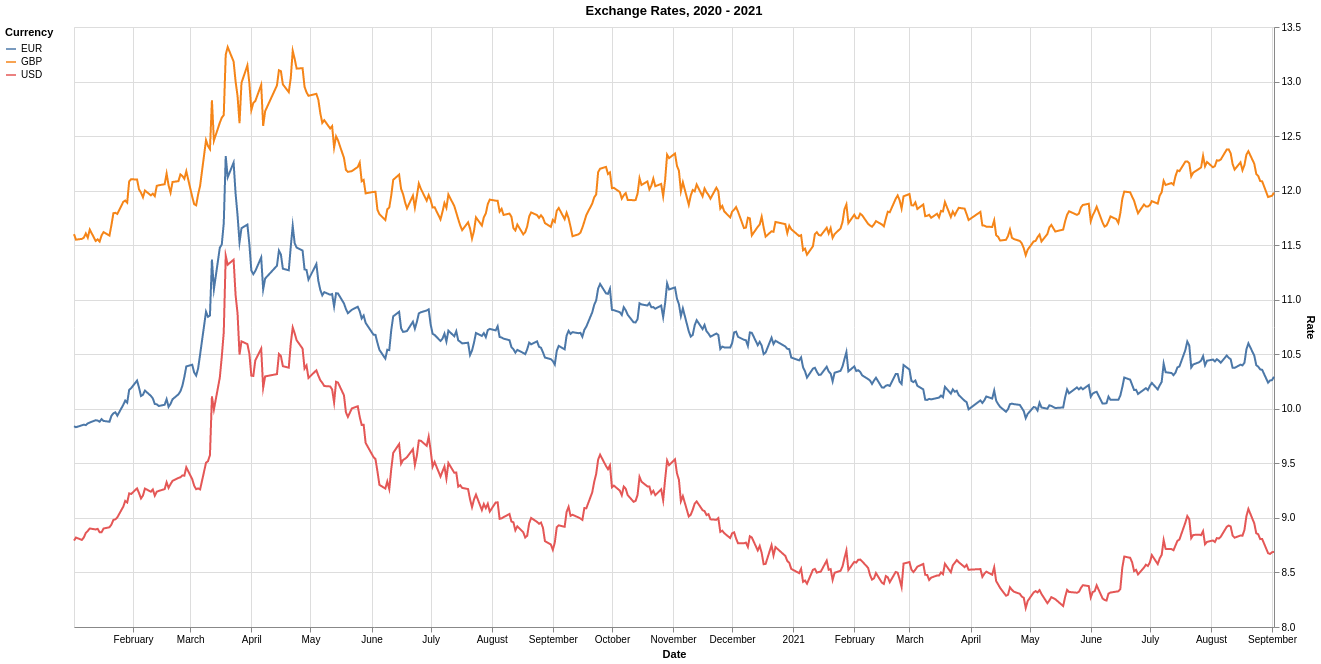 Exchange Rates, 2020 - 2021
Currency
EUR
GBP
USD
13.5
13.0
12.5
12.0
11.5
11.0
10.5
10.0
9.5
9.0
8.5
8.0
Rate
February March April May June July August September October November December 2021 February March April May June July August September
Date